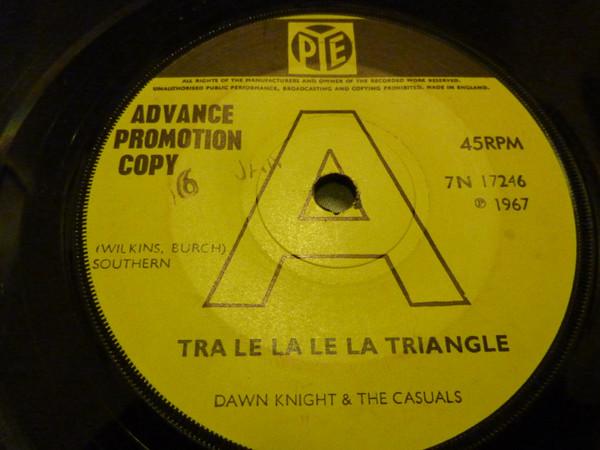 PYE
ALL RIGHTS OF THE MANUFACTURERS AND OWNER OF THE RECORDED WORK RESERVED.
UNAUTHORISED PUBLIC PERFORMANCE, BROADCASTING AND COPYING PROHIBITED. MADE IN ENGLAND.
ADVANCE
PROMOTION
COPY
A
45RPM
7N 17246
℗ 1967
6
(WILKINS, BURCH)
SOUTHERN
TRA LE LA LE LA TRIANGLE
DAWN KNIGHT & THE CASUALS